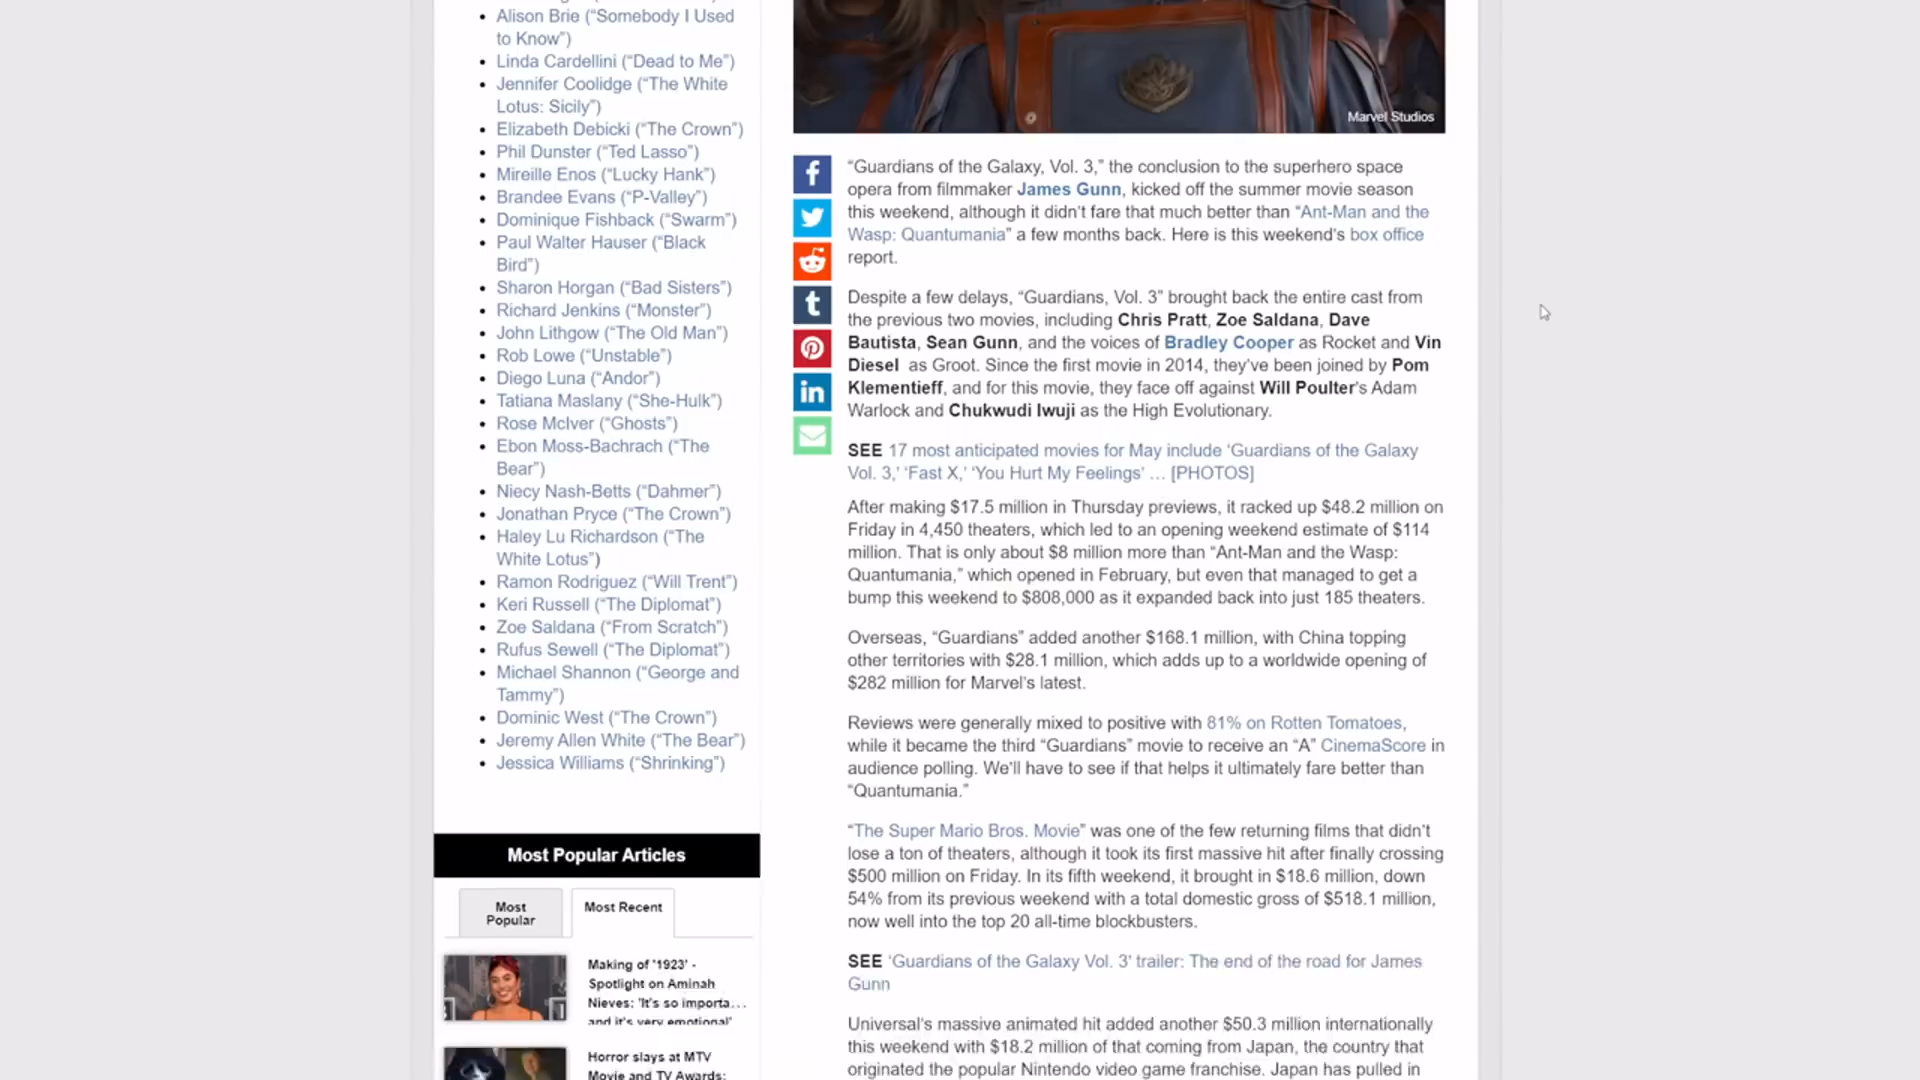 Alison Brie (“Somebody I Used
to Know”)
Linda Cardellini (“Dead to Me”)
Jennifer Coolidge (“The White
Lotus: Sicily”)
Elizabeth Debicki (“The Crown”)
Phil Dunster (“Ted Lasso”)
Mireille Enos (“Lucky Hank”)
Brandee Evans (“P-Valley”)
Dominique Fishback (“Swarm”)
Paul Walter Hauser (“Black
Bird”)
Sharon Horgan (“Bad Sisters”)
Richard Jenkins (“Monster”)
John Lithgow (“The Old Man”)
Rob Lowe (“Unstable”)
Diego Luna (“Andor”)
Tatiana Maslany (“She-Hulk”)
Rose McIver (“Ghosts”)
Ebon Moss-Bachrach (“The
Bear”)
Niecy Nash-Betts (“Dahmer”)
Jonathan Pryce (“The Crown”)
Haley Lu Richardson (“The
White Lotus”)
Ramon Rodriguez (“Will Trent”)
Keri Russell (“The Diplomat”)
Zoe Saldana (“From Scratch”)
Rufus Sewell (“The Diplomat”)
Michael Shannon (“George and
Tammy”)
Dominic West (“The Crown”)
Jeremy Allen White (“The Bear”)
Jessica Williams (“Shrinking”)
Most Popular Articles
Most
Popular
Most Recent
Making of '1923' -
Spotlight on Aminah
Nieves: 'It's so importa...
and it's very emotional'
Horror slays at MTV
Movie and TV Awards:
Marvel Studios
“Guardians of the Galaxy, Vol. 3,” the conclusion to the superhero space
opera from filmmaker James Gunn, kicked off the summer movie season
this weekend, although it didn’t fare that much better than “Ant-Man and the
Wasp: Quantumania” a few months back. Here is this weekend’s box office
report.
Despite a few delays, “Guardians, Vol. 3” brought back the entire cast from
the previous two movies, including Chris Pratt, Zoe Saldana, Dave
Bautista, Sean Gunn, and the voices of Bradley Cooper as Rocket and Vin
Diesel as Groot. Since the first movie in 2014, they’ve been joined by Pom
Klementieff, and for this movie, they face off against Will Poulter’s Adam
Warlock and Chukwudi Iwuji as the High Evolutionary.
SEE 17 most anticipated movies for May include ‘Guardians of the Galaxy
Vol. 3,’ ‘Fast X,’ ‘You Hurt My Feelings’ … [PHOTOS]
After making $17.5 million in Thursday previews, it racked up $48.2 million on
Friday in 4,450 theaters, which led to an opening weekend estimate of $114
million. That is only about $8 million more than “Ant-Man and the Wasp:
Quantumania,” which opened in February, but even that managed to get a
bump this weekend to $808,000 as it expanded back into just 185 theaters.
Overseas, “Guardians” added another $168.1 million, with China topping
other territories with $28.1 million, which adds up to a worldwide opening of
$282 million for Marvel’s latest.
Reviews were generally mixed to positive with 81% on Rotten Tomatoes,
while it became the third “Guardians” movie to receive an “A” CinemaScore in
audience polling. We’ll have to see if that helps it ultimately fare better than
“Quantumania.”
“The Super Mario Bros. Movie” was one of the few returning films that didn’t
lose a ton of theaters, although it took its first massive hit after finally crossing
$500 million on Friday. In its fifth weekend, it brought in $18.6 million, down
54% from its previous weekend with a total domestic gross of $518.1 million,
now well into the top 20 all-time blockbusters.
SEE ‘Guardians of the Galaxy Vol. 3’ trailer: The end of the road for James
Gunn
Universal’s massive animated hit added another $50.3 million internationally
this weekend with $18.2 million of that coming from Japan, the country that
originated the popular Nintendo video game franchise. Japan has pulled in